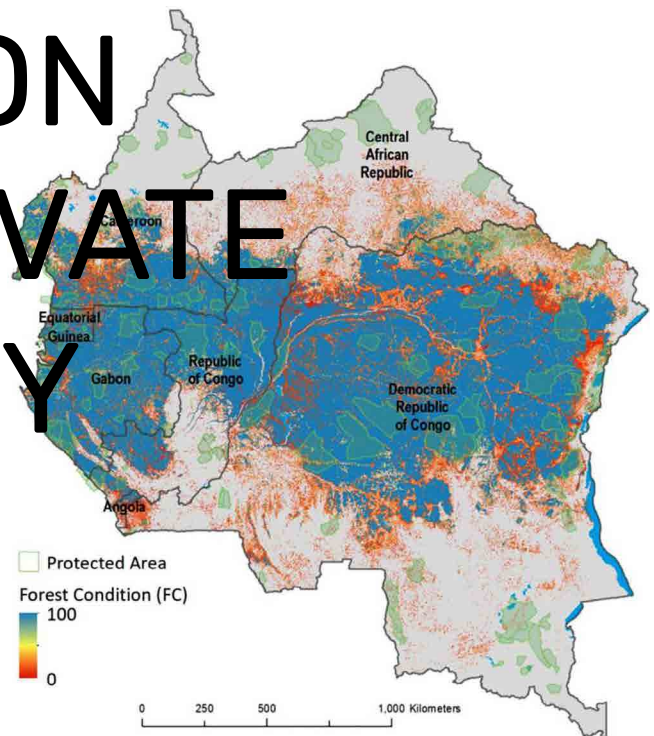 ON
VATE
Y
Central
African
Republic
Cameroon
Equatorial
Guinea
Gabon
Republic
of Congo
Democratic
Republic
of Congo
Angola
Protected Area
Forest Condition (FC)
100
0
0 250 500 1,000 Kilometers